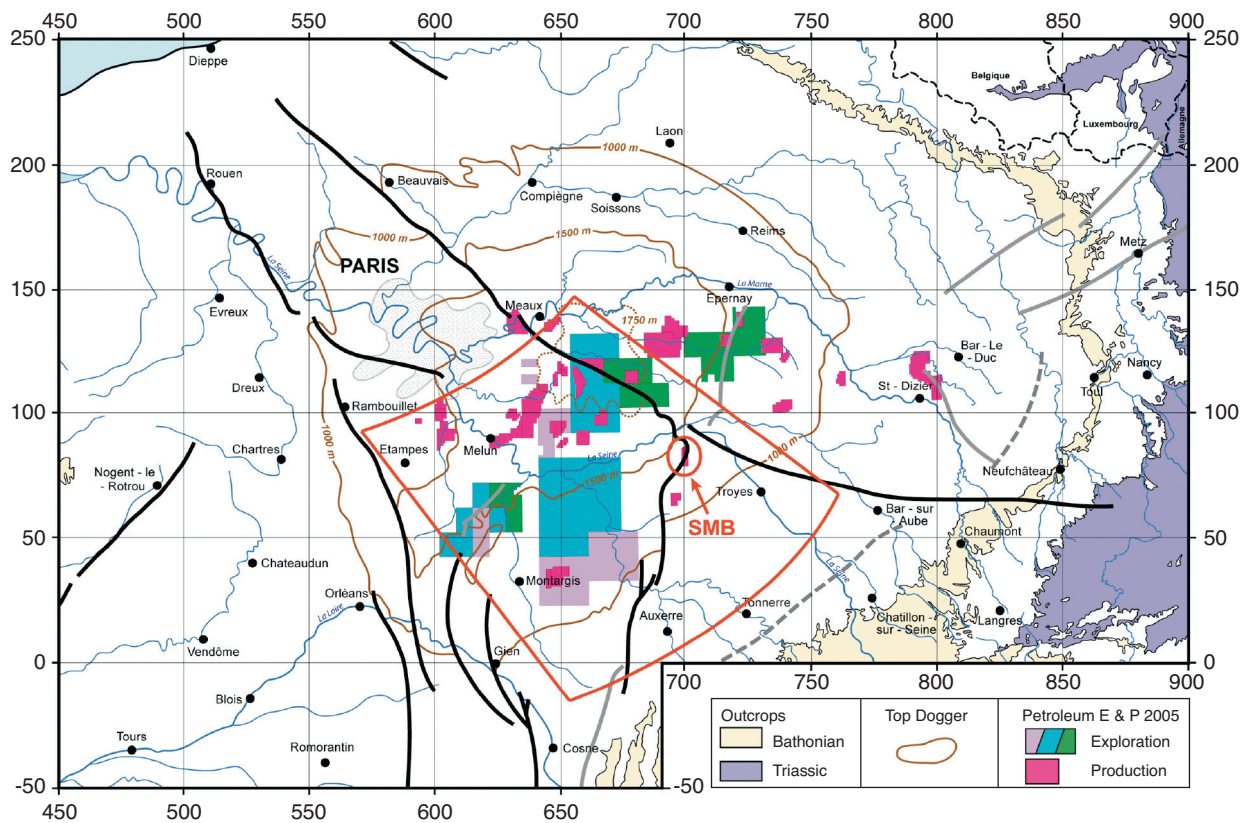 450 500 550 600 650 700 750 800 850 900
250 250
Dieppe
Belgique
Luxembourg
Allemagne
Laon
200 200
1000 m
Rouen
Beauvais
Compiègne
Soissons
Reims
1000 m
1500 m
Metz
La Seine
PARIS
150 150
La Marne
Epernay
Evreux
Meaux
1750 m
Bar - Le
- Duc
Nancy
Dreux
St - Dizier
Toul
Rambouillet
100 100
Melun
1000 m
1000 m
Chartres
Etampes
La Seine
Neufchâteau
Nogent - le
- Rotrou
1500 m
Troyes
SMB
Bar - sur
- Aube
50 50
Chaumont
Chateaudun
Montargis
La Seine
Orléans
La Loire
Auxerre
Tonnerre
Chatillon
- sur - Seine
Langres
Vendôme
Gien
0 0
700 750 800 850 900
Blois
Tours
Romorantin
Cosne
-50 -50
450 500 550 600 650
Outcrops
Bathonian
Triassic
Top Dogger
Petroleum E & P 2005
Exploration
Production